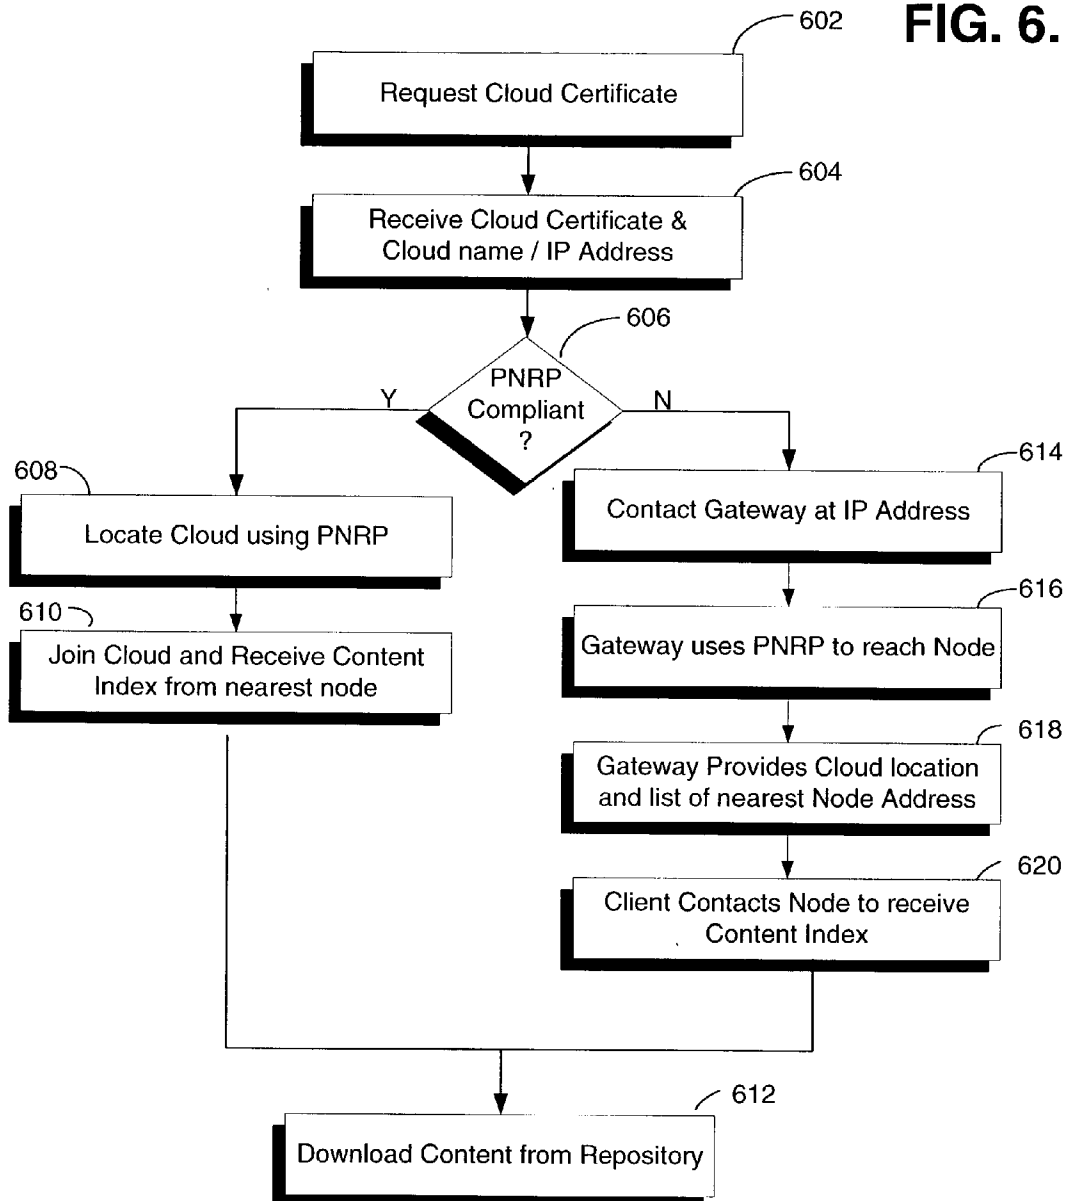 FIG. 6.
602
Request Cloud Certificate
604
Receive Cloud Certificate &
Cloud name / IP Address
606
PNRP
Compliant
?
Y
N
608
Locate Cloud using PNRP
610
Join Cloud and Receive Content
Index from nearest node
614
Contact Gateway at IP Address
616
Gateway uses PNRP to reach Node
618
Gateway Provides Cloud location
and list of nearest Node Address
620
Client Contacts Node to receive
Content Index
612
Download Content from Repository